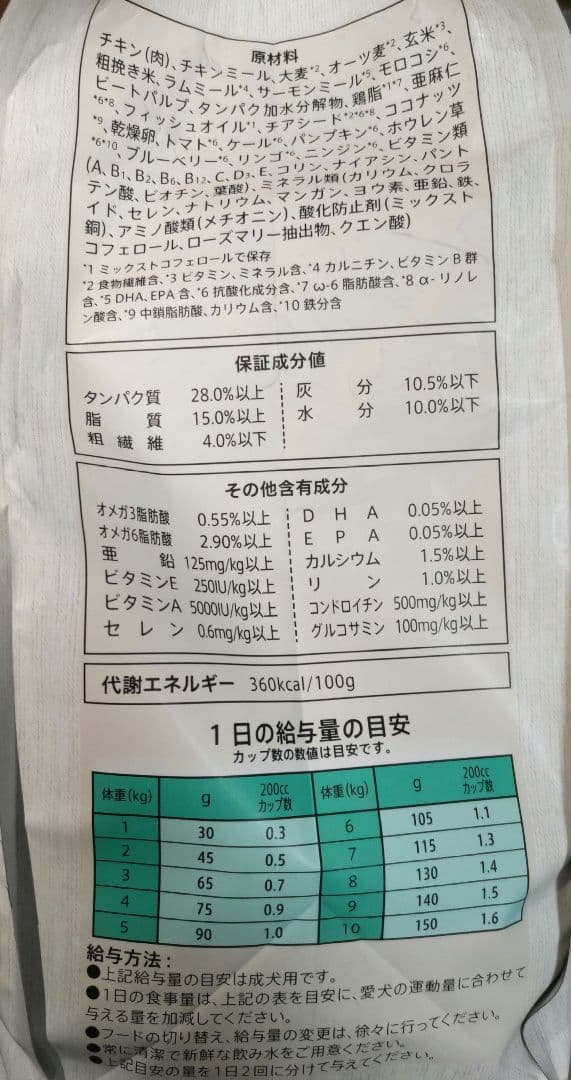 原材料
チキン(肉)、チキンミール、大麦*2、オーツ麦*2、玄米*3、
粗挽き米、ラムミール*4、サーモンミール*5、モロコシ*6、
ビートパルプ、タンパク加水分解物、鶏脂*1*7、亜麻仁
*6*8、フィッシュオイル*1、チアシード*2*6*8、ココナッツ
*9、乾燥卵、トマト*6、ケール*6、パンプキン*6、ホウレン草
*6*10、ブルーベリー*6、リンゴ*6、ニンジン*6、ビタミン類
(A、B1、B2、B6、B12、C、D3、E、コリン、ナイアシン、パント
テン酸、ビオチン、葉酸)、ミネラル類(カリウム、クロラ
イド、セレン、ナトリウム、マンガン、ヨウ素、亜鉛、鉄、
銅)、アミノ酸類(メチオニン)、酸化防止剤(ミックスト
コフェロール、ローズマリー抽出物、クエン酸)
*1 ミックストコフェロールで保存
*2 食物繊維含、*3 ビタミン、ミネラル含、*4 カルニチン、ビタミンB群
含、*5 DHA、EPA含、*6 抗酸化成分含、*7 ω-6 脂肪酸含、*8 α-リノレ
ン酸含、*9 中鎖脂肪酸、カリウム含、*10 鉄分含
保証成分値
タンパク質 28.0%以上 灰分 10.5%以下
脂質 15.0%以上 水分 10.0%以下
粗繊維 4.0%以下
その他含有成分
オメガ3脂肪酸 0.55%以上 DHA 0.05%以上
オメガ6脂肪酸 2.90%以上 EPA 0.05%以上
亜鉛 125mg/kg以上 カルシウム 1.5%以上
ビタミンE 250IU/kg以上 リン 1.0%以上
ビタミンA 5000IU/kg以上 コンドロイチン 500mg/kg以上
セレン 0.6mg/kg以上 グルコサミン 100mg/kg以上
代謝エネルギー 360kcal/100g
1日の給与量の目安
カップ数の数値は目安です。
体重(kg) g 200cc カップ数 体重(kg) g 200cc カップ数
1 30 0.3 6 105 1.1
2 45 0.5 7 115 1.3
3 65 0.7 8 130 1.4
4 75 0.9 9 140 1.5
5 90 1.0 10 150 1.6
給与方法:
●上記給与量の目安は成犬用です。
●1日の食事量は、上記の表を目安に、愛犬の運動量に合わせて
与える量を加減してください。
●フードの切り替え、給与量の変更は、徐々に行ってください。
●常に清潔で新鮮な飲み水をご用意ください。
●上記目安の量を1日2回に分けて与えてください。